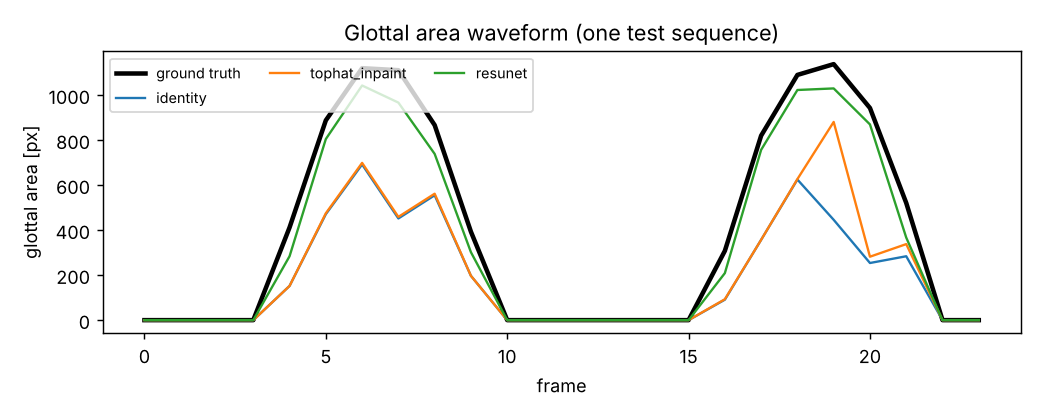 Glottal area waveform (one test sequence)
ground truth
identity
tophat_inpaint
resunet
glottal area [px]
1000
800
600
400
200
0
0 5 10 15 20
frame